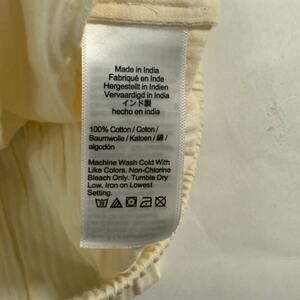 Made in India
Fabriqué en Inde
Hergestellt in Indien
Vervaardigd in India
インド製
hecho en india
100% Cotton / Coton /
Baumwolle / Katoen / 綿 /
algodón
Machine Wash Cold With
Like Colors. Non-Chlorine
Bleach Only. Tumble Dry
Low. Iron on Lowest
Setting.